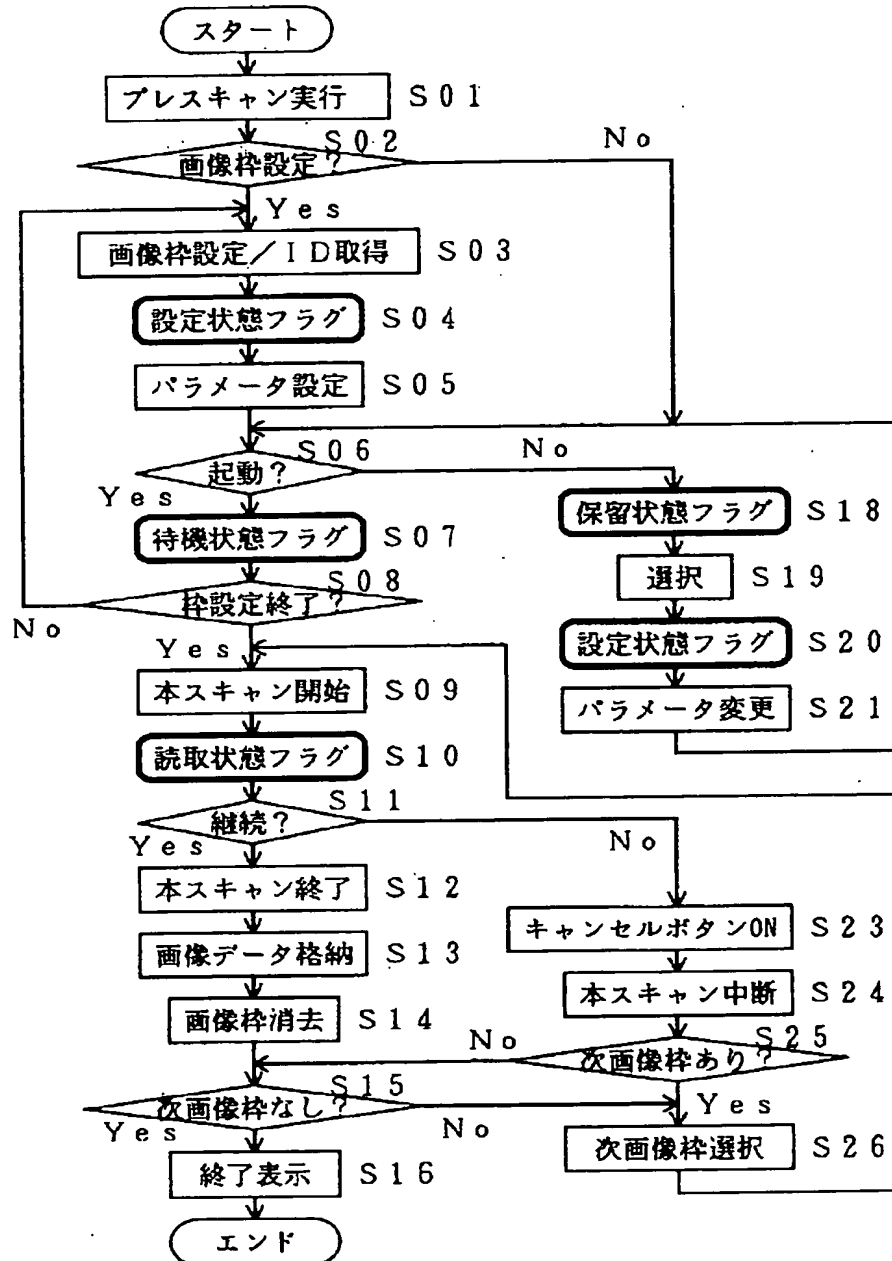 スタート
プレスキャン実行 S01
S02
画像枠設定?
No
Yes
画像枠設定/ID取得 S03
設定状態フラグ S04
パラメータ設定 S05
S06
起動?
No
Yes
待機状態フラグ S07
保留状態フラグ S18
S08
枠設定終了?
選択 S19
No
Yes
設定状態フラグ S20
本スキャン開始 S09
パラメータ変更 S21
読取状態フラグ S10
S11
継続?
Yes
No
本スキャン終了 S12
キャンセルボタンON S23
画像データ格納 S13
本スキャン中断 S24
画像枠消去 S14
S25
次画像枠あり?
No
S15
次画像枠なし?
Yes
No
Yes
次画像枠選択 S26
終了表示 S16
エンド